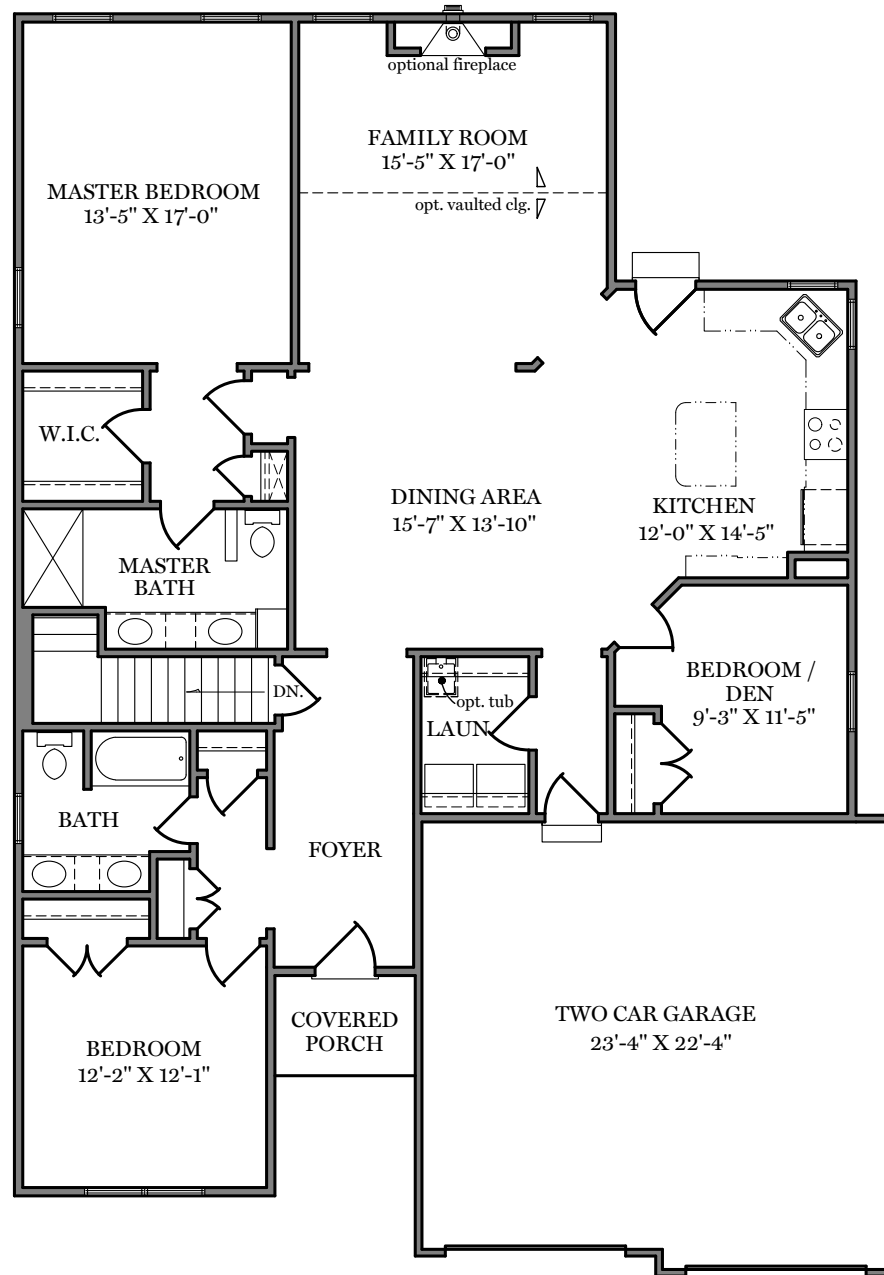 optional fireplace
FAMILY ROOM
15'-5" X 17'-0"
MASTER BEDROOM
13'-5" X 17'-0"
opt. vaulted clg.
W.I.C.
DINING AREA
15'-7" X 13'-10"
KITCHEN
12'-0" X 14'-5"
MASTER
BATH
DN.
opt. tub
LAUN.
BEDROOM /
DEN
9'-3" X 11'-5"
BATH
FOYER
COVERED
PORCH
TWO CAR GARAGE
23'-4" X 22'-4"
BEDROOM
12'-2" X 12'-1"